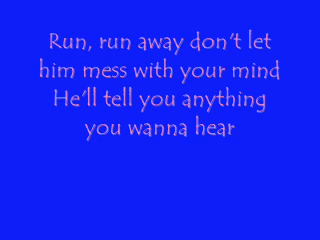 Run, run away don't let
him mess with your mind
He'll tell you anything
you wanna hear